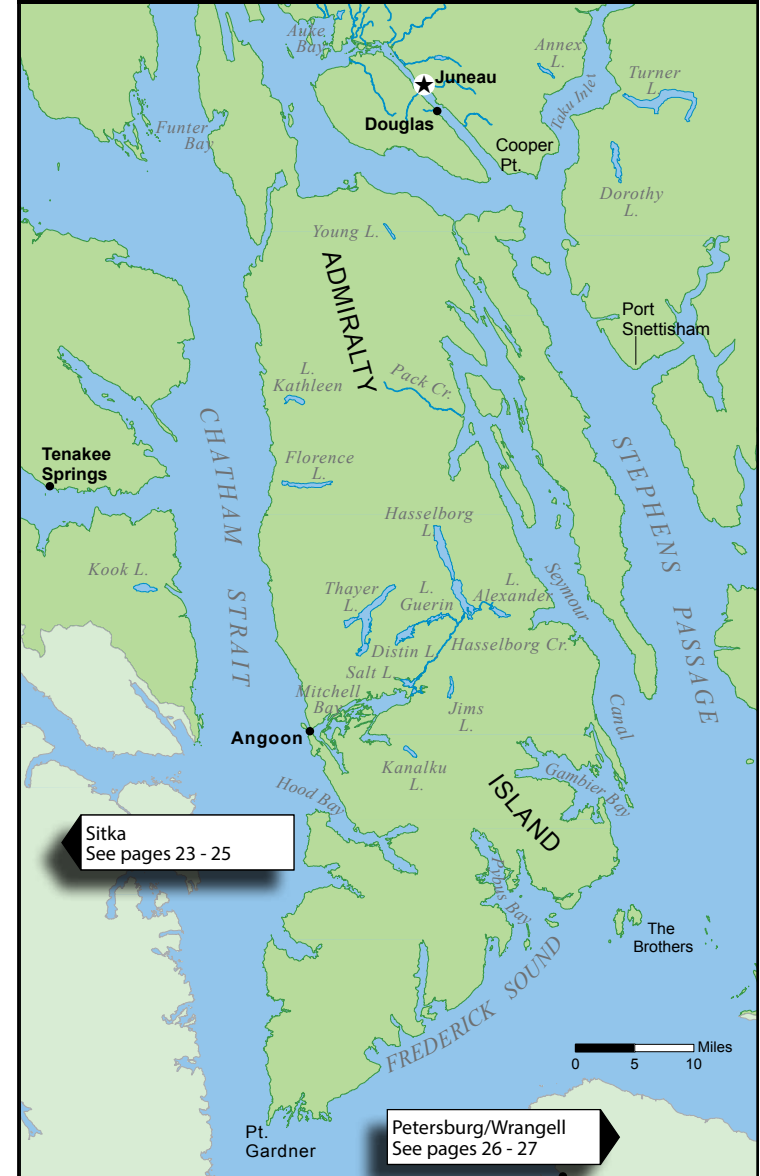 Auke
Bay
Juneau
Douglas
Annex
L.
Taku Inlet
Turner
L.
Funter
Bay
Cooper
Pt.
Dorothy
L.
Young L.
ADMIRALTY
Port
Snettisham
L.
Kathleen
Pack Cr.
CHATHAM STRAIT
STEPHENS PASSAGE
Tenakee
Springs
Florence
L.
Hasselborg
L.
Kook L.
Thayer
L.
L.
Guerin
L.
Alexander
Seymour
Canal
Distin L.
Hasselborg Cr.
Salt L.
Mitchell
Bay
Jims
L.
Angoon
Kanalku
L.
Hood Bay
Gambier Bay
ISLAND
Sitka
See pages 23 - 25
Pybus Bay
The
Brothers
FREDERICK SOUND
Miles
0 5 10
Pt.
Gardner
Petersburg/Wrangell
See pages 26 - 27